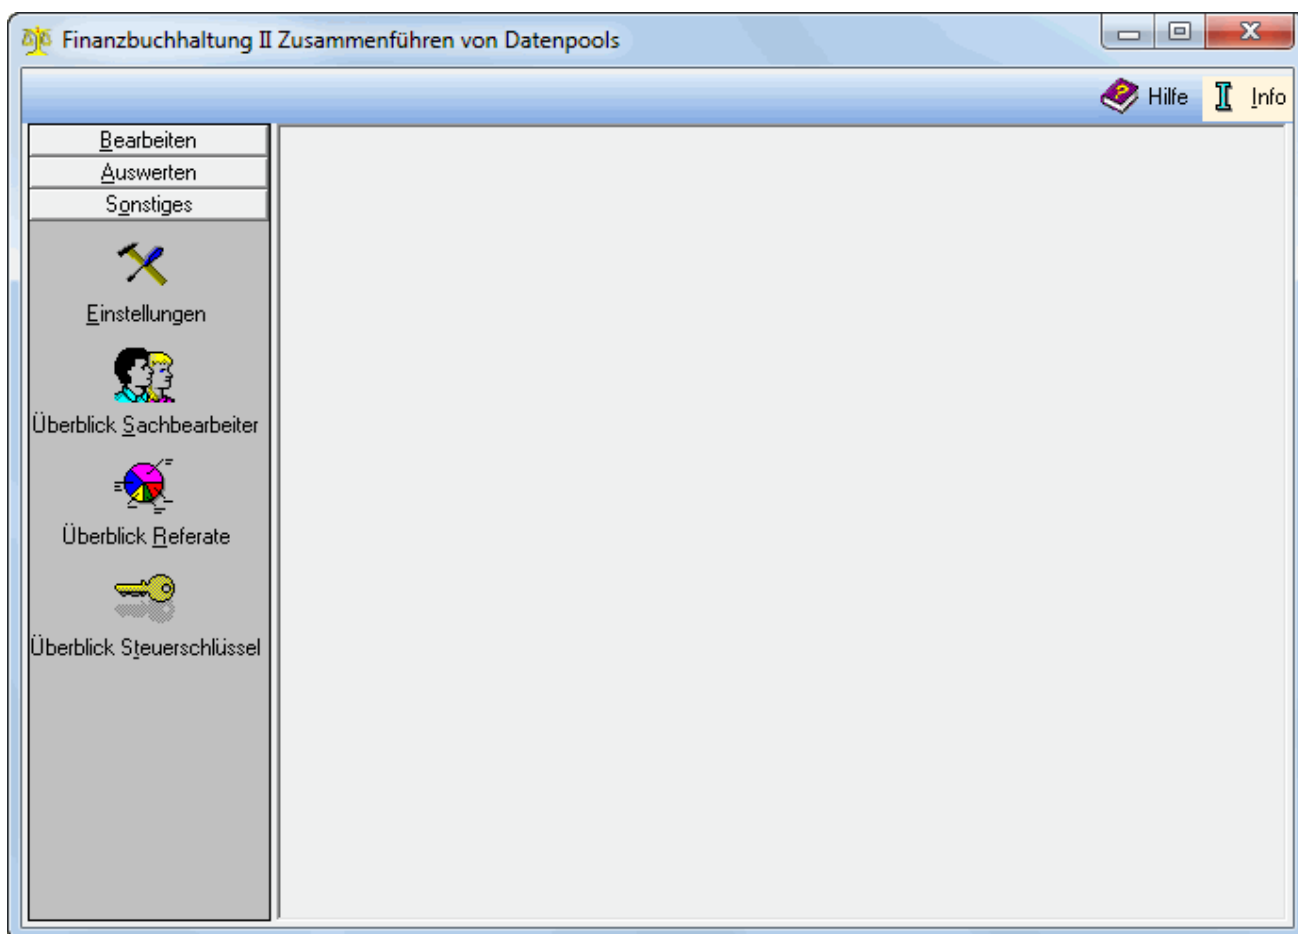 Finanzbuchhaltung II Zusammenführen von Datenpools
Hilfe Info
Bearbeiten
Auswerten
Sonstiges
Einstellungen
Überblick Sachbearbeiter
Überblick Referate
Überblick Steuerschlüssel